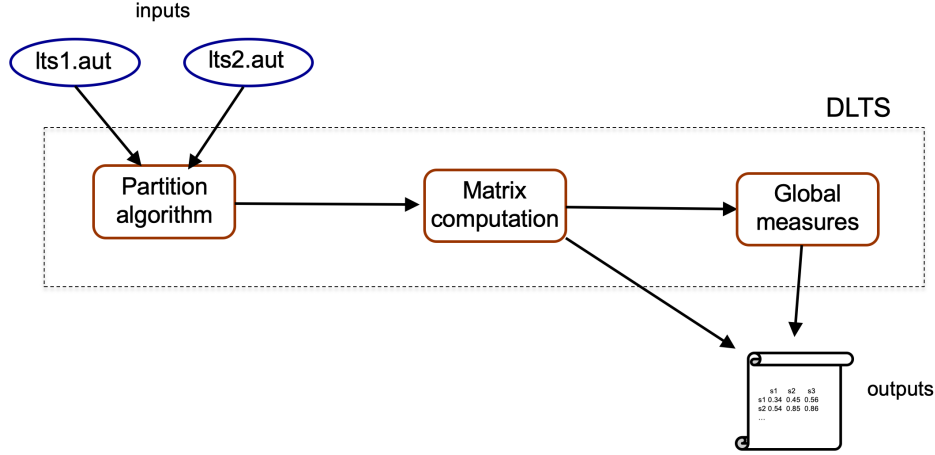 inputs
lts1.aut
lts2.aut
DLTS
Partition
algorithm
Matrix
computation
Global
measures
s1 s2 s3
s1 0.34 0.45 0.56
s2 0.54 0.85 0.86
...
outputs